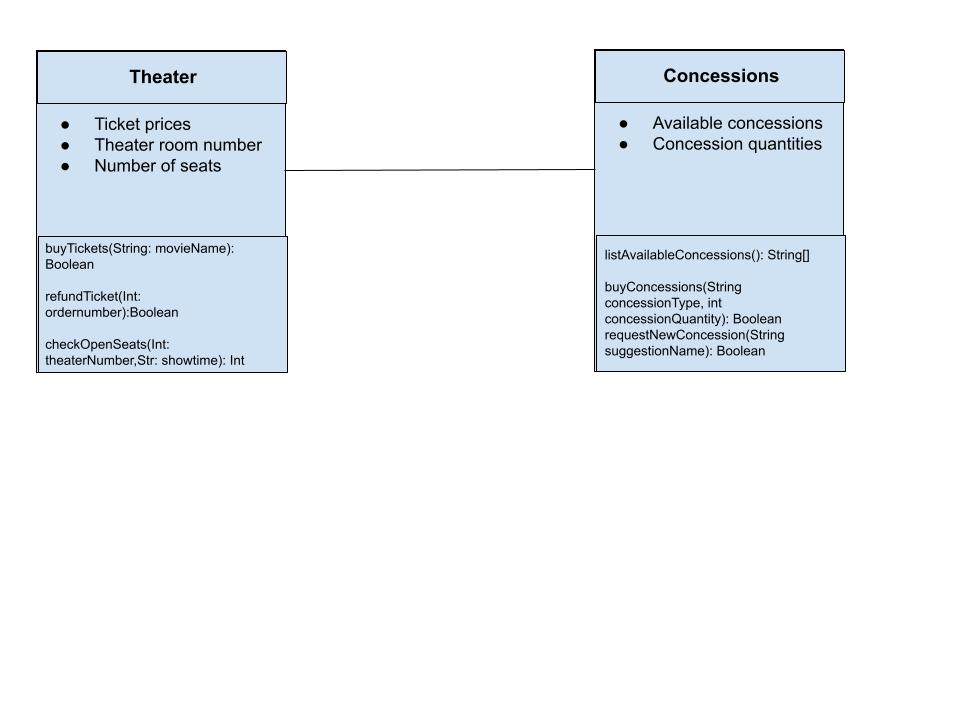 Theater
● Ticket prices
● Theater room number
● Number of seats
buyTickets(String: movieName):
Boolean
refundTicket(Int:
ordernumber):Boolean
checkOpenSeats(Int:
theaterNumber,Str: showtime): Int
Concessions
● Available concessions
● Concession quantities
listAvailableConcessions(): String[]
buyConcessions(String
concessionType, int
concessionQuantity): Boolean
requestNewConcession(String
suggestionName): Boolean